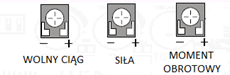 − + − + − +
WOLNY CIĄG SIŁA MOMENT
OBROTOWY